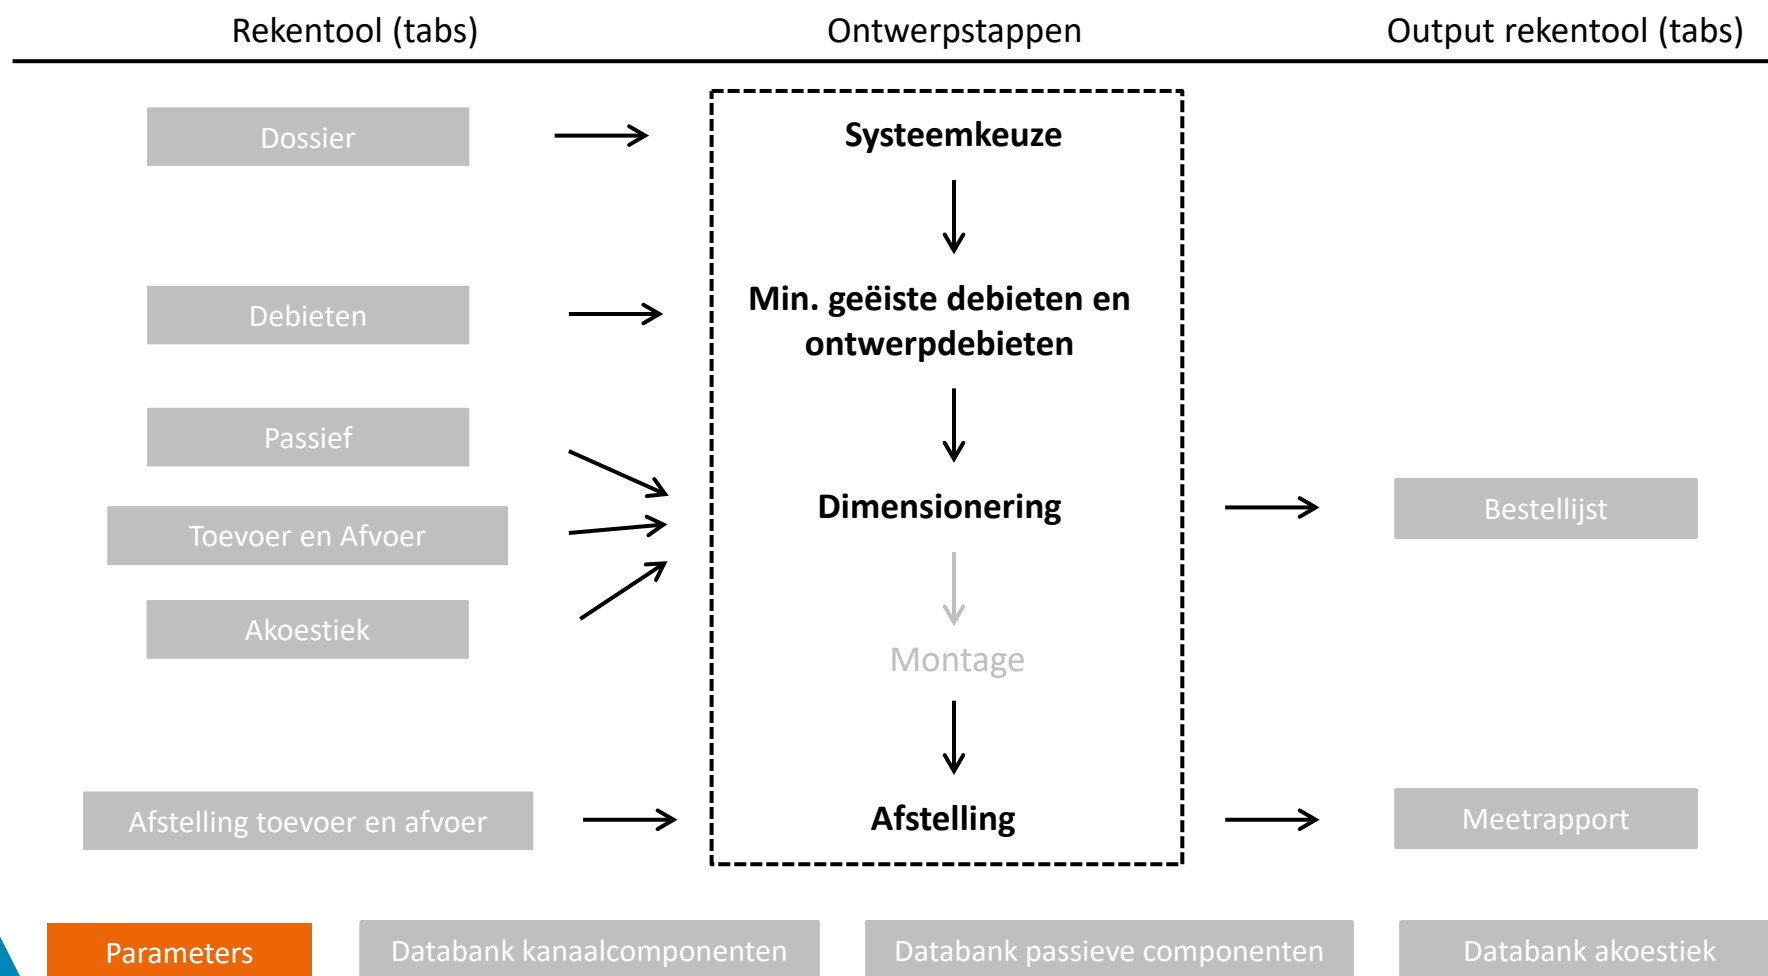 Rekentool (tabs)
Ontwerpstappen
Output rekentool (tabs)
Dossier
Systeemkeuze
Debieten
Min. geëiste debieten en
ontwerpdebieten
Passief
Toevoer en Afvoer
Akoestiek
Dimensionering
Bestellijst
Montage
Afstelling toevoer en afvoer
Afstelling
Meetrapport
Parameters
Databank kanaalcomponenten
Databank passieve componenten
Databank akoestiek